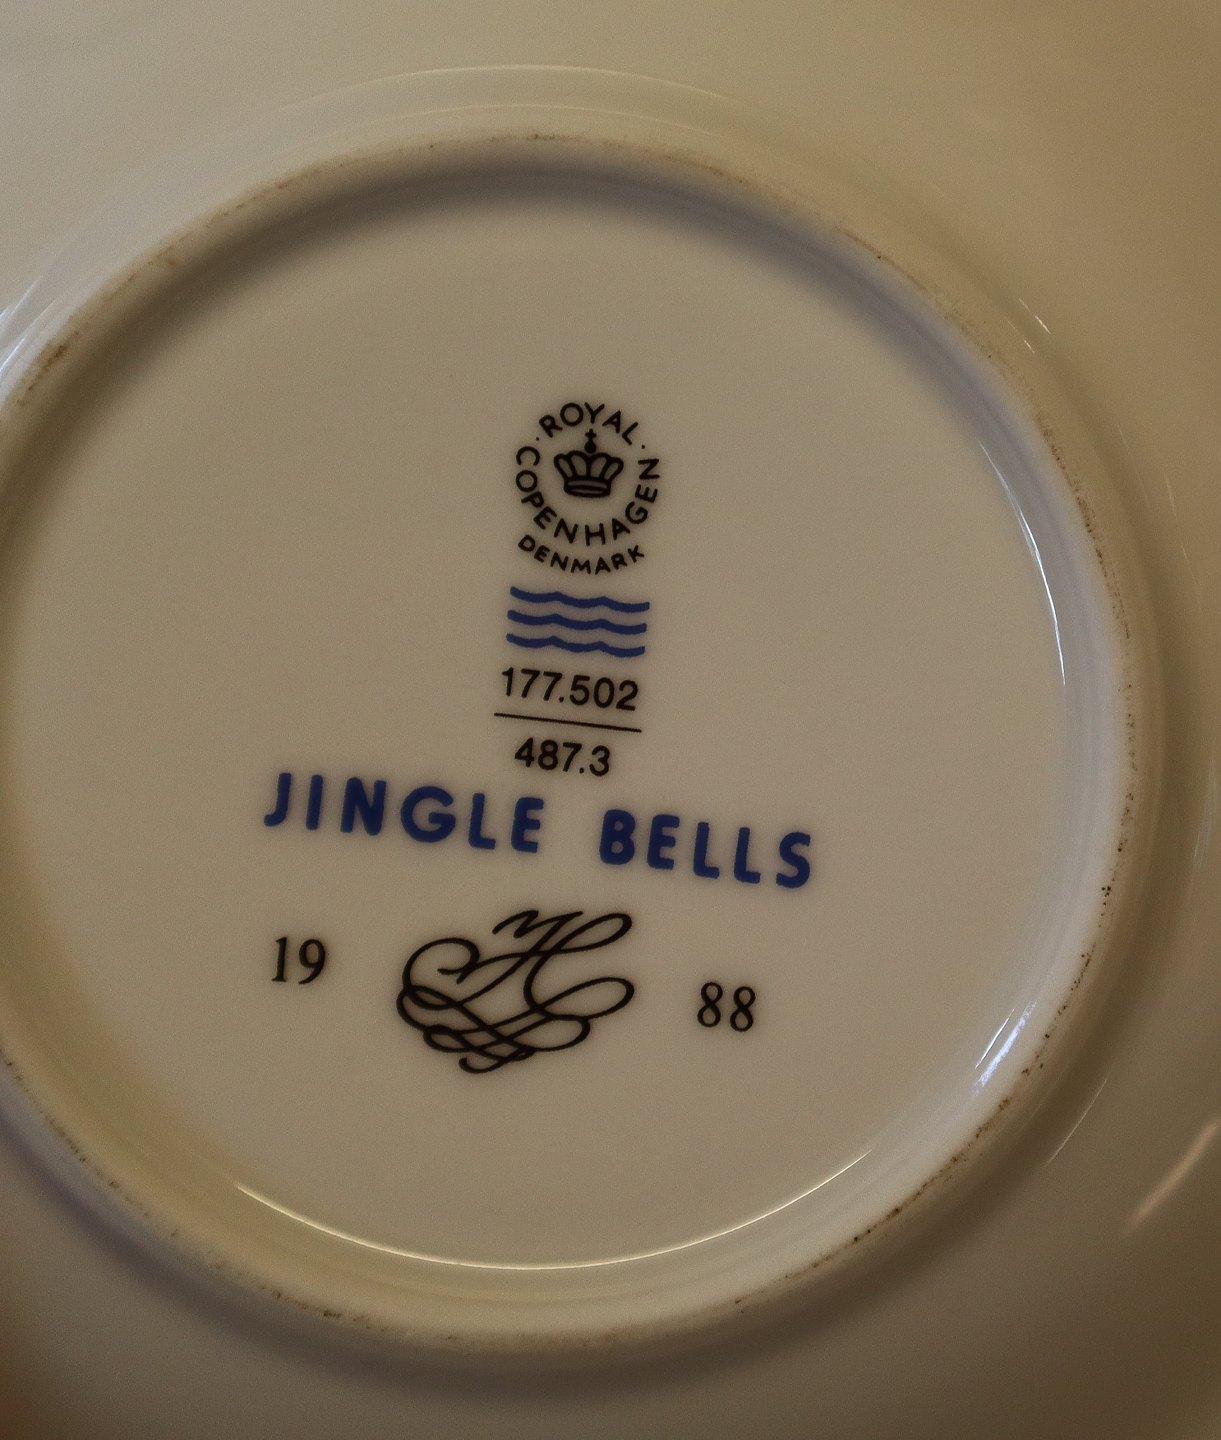 ROYAL
COPENHAGEN
DENMARK
177.502
487.3
JINGLE BELLS
19 H 88